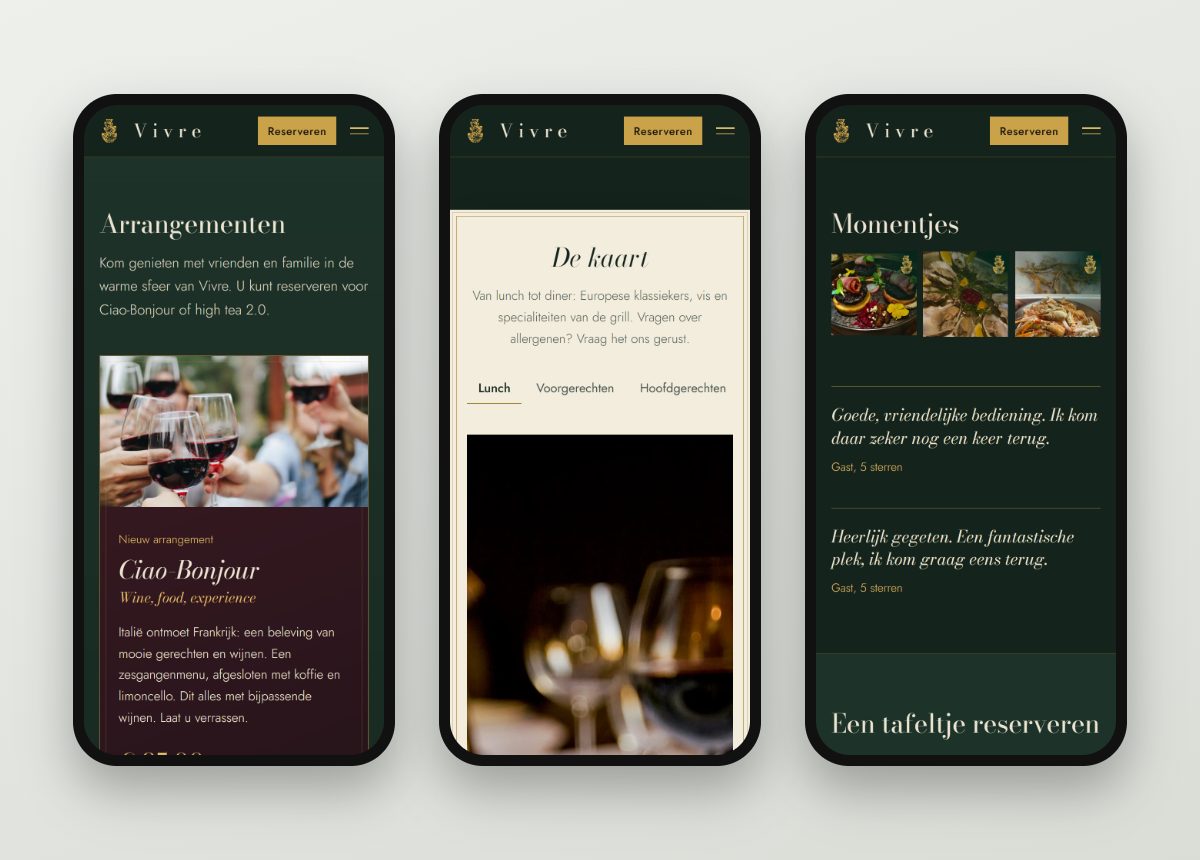 Vivre
Reserveren
Arrangementen
Kom genieten met vrienden en familie in de
warme sfeer van Vivre. U kunt reserveren voor
Ciao-Bonjour of high tea 2.0.
Nieuw arrangement
Ciao-Bonjour
Wine, food, experience
Italië ontmoet Frankrijk: een beleving van
mooie gerechten en wijnen. Een
zesgangenmenu, afgesloten met koffie en
limoncello. Dit alles met bijpassende
wijnen. Laat u verrassen.
Vivre
Reserveren
De kaart
Van lunch tot diner: Europese klassiekers, vis en
specialiteiten van de grill. Vragen over
allergenen? Vraag het ons gerust.
Lunch Voorgerechten Hoofdgerechten
Vivre
Reserveren
Momentjes
Goede, vriendelijke bediening. Ik kom
daar zeker nog een keer terug.
Gast, 5 sterren
Heerlijk gegeten. Een fantastische
plek, ik kom graag eens terug.
Gast, 5 sterren
Een tafeltje reserveren